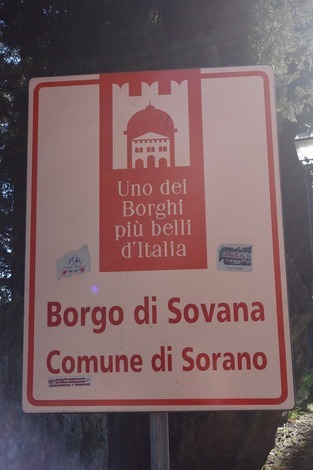 Uno dei
Borghi
più belli
d'Italia
Borgo di Sovana
Comune di Sorano